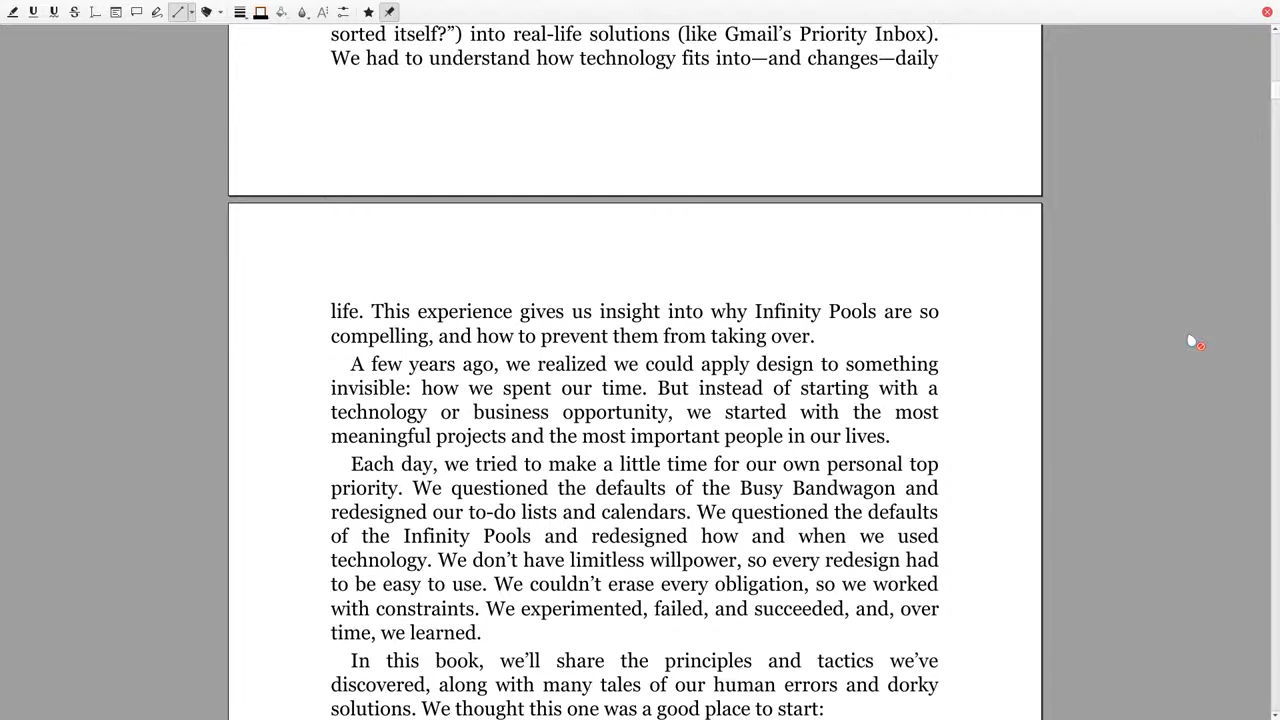 sorted itself?”) into real-life solutions (like Gmail’s Priority Inbox).
We had to understand how technology fits into—and changes—daily
life. This experience gives us insight into why Infinity Pools are so
compelling, and how to prevent them from taking over.
A few years ago, we realized we could apply design to something
invisible: how we spent our time. But instead of starting with a
technology or business opportunity, we started with the most
meaningful projects and the most important people in our lives.
Each day, we tried to make a little time for our own personal top
priority. We questioned the defaults of the Busy Bandwagon and
redesigned our to-do lists and calendars. We questioned the defaults
of the Infinity Pools and redesigned how and when we used
technology. We don’t have limitless willpower, so every redesign had
to be easy to use. We couldn’t erase every obligation, so we worked
with constraints. We experimented, failed, and succeeded, and, over
time, we learned.
In this book, we’ll share the principles and tactics we’ve
discovered, along with many tales of our human errors and dorky
solutions. We thought this one was a good place to start: